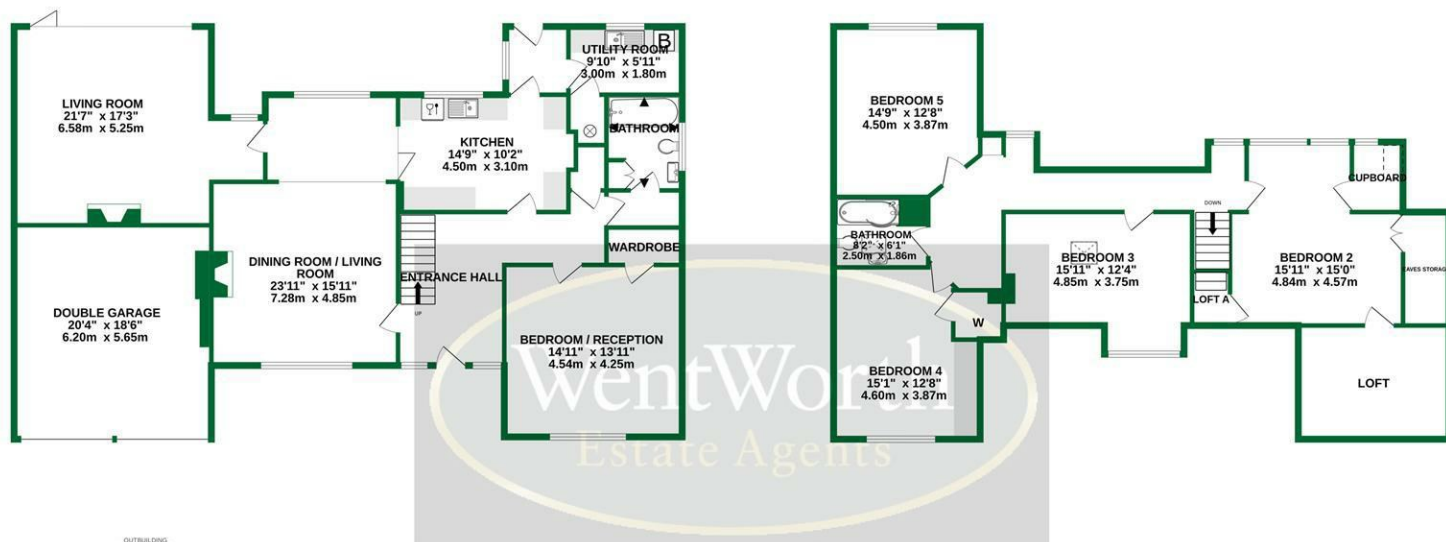 LIVING ROOM
21'7" x 17'3"
6.58m x 5.25m
UTILITY ROOM
9'10" x 5'11"
3.00m x 1.80m
B
KITCHEN
14'9" x 10'2"
4.50m x 3.10m
BATHROOM
WARDROBE
DINING ROOM / LIVING
ROOM
23'11" x 15'11"
7.28m x 4.85m
ENTRANCE HALL
UP
DOUBLE GARAGE
20'4" x 18'6"
6.20m x 5.65m
BEDROOM / RECEPTION
14'11" x 13'11"
4.54m x 4.25m
BEDROOM 5
14'9" x 12'8"
4.50m x 3.87m
CUPBOARD
DOWN
BATHROOM
8'2" x 6'1"
2.50m x 1.86m
BEDROOM 3
15'11" x 12'4"
4.85m x 3.75m
BEDROOM 2
15'11" x 15'0"
4.84m x 4.57m
EAVES STORAGE
LOFT A
W
BEDROOM 4
15'1" x 12'8"
4.60m x 3.87m
LOFT
WentWorth
Estate Agents
OUTBUILDING